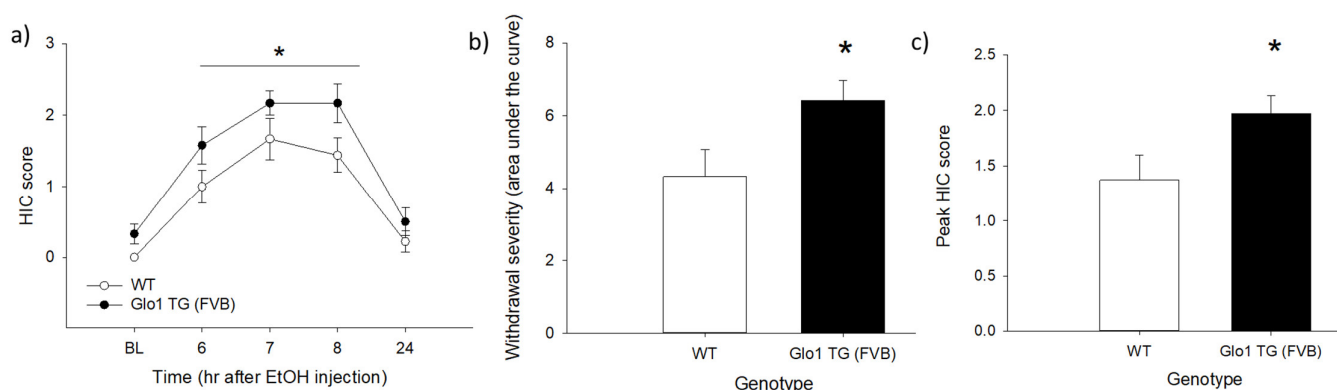 a)
*
3
2
1
0
HIC score
WT
Glo1 TG (FVB)
BL 6 7 8 24
Time (hr after EtOH injection)
b)
*
8
6
4
2
0
Withdrawal severity (area under the curve)
WT Glo1 TG (FVB)
Genotype
c)
*
2.5
2.0
1.5
1.0
0.5
0.0
Peak HIC score
WT Glo1 TG (FVB)
Genotype